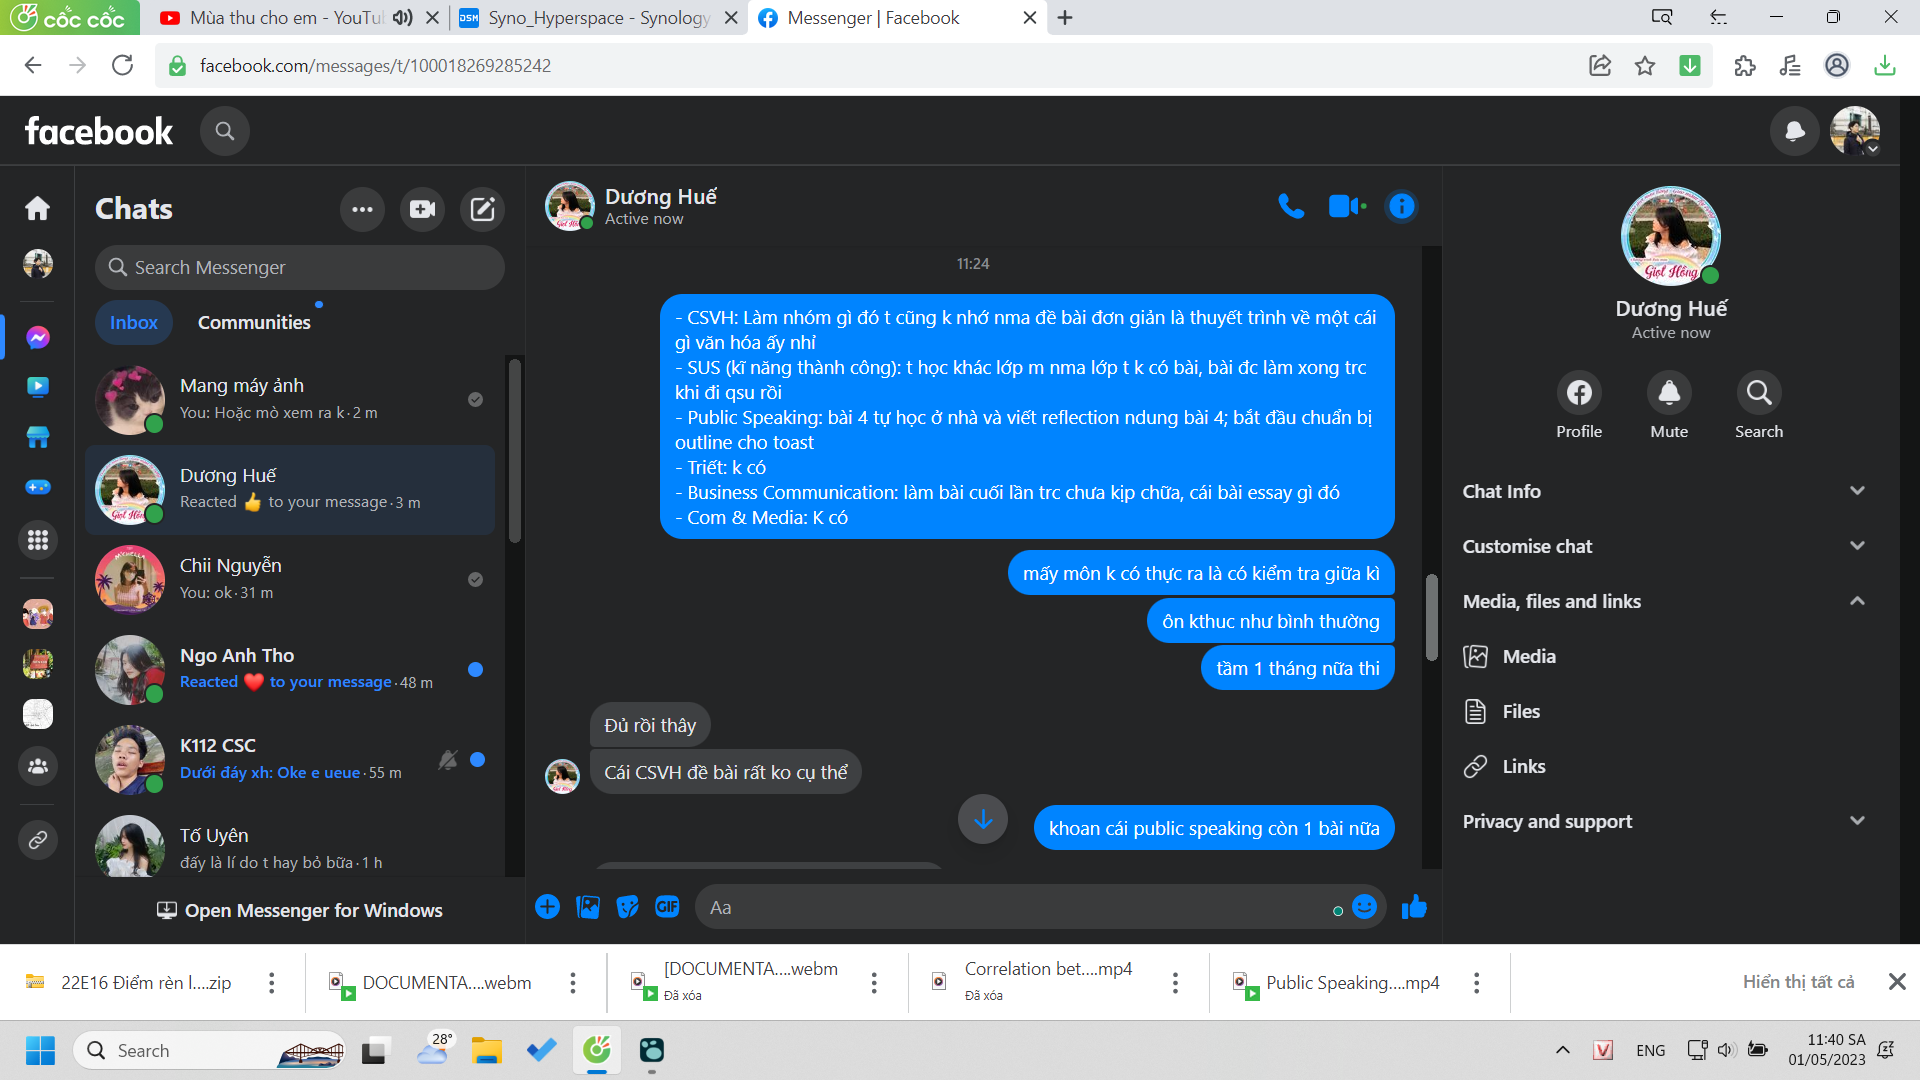 cốc cốc
Mùa thu cho em - YouTu
Syno_Hyperspace - Synology
Messenger | Facebook
facebook.com/messages/t/100018269285242
facebook
Chats
Search Messenger
Inbox
Communities
Mang máy ảnh
You: Hoặc mò xem ra k · 2 m
Dương Huế
Reacted 👍 to your message · 3 m
Chii Nguyễn
You: ok · 31 m
Ngo Anh Tho
Reacted ❤️ to your message · 48 m
K112 CSC
Dưới đáy xh: Oke e ueue · 55 m
Tố Uyên
đấy là lí do t hay bỏ bữa · 1 h
Open Messenger for Windows
Dương Huế
Active now
11:24
- CSVH: Làm nhóm gì đó t cũng k nhớ nma đề bài đơn giản là thuyết trình về một cái
gì văn hóa ấy nhỉ
- SUS (kĩ năng thành công): t học khác lớp m nma lớp t k có bài, bài đc làm xong trc
khi đi qsu rồi
- Public Speaking: bài 4 tự học ở nhà và viết reflection ndung bài 4; bắt đầu chuẩn bị
outline cho toast
- Triết: k có
- Business Communication: làm bài cuối lần trc chưa kịp chữa, cái bài essay gì đó
- Com & Media: K có
mấy môn k có thực ra là có kiểm tra giữa kì
ôn kthuc như bình thường
tầm 1 tháng nữa thi
Đủ rồi thây
Cái CSVH đề bài rất ko cụ thể
khoan cái public speaking còn 1 bài nữa
GIF
Aa
Giọt Hồng
Dương Huế
Active now
Profile
Mute
Search
Chat Info
Customise chat
Media, files and links
Media
Files
Links
Privacy and support
22E16 Điểm rèn l....zip
DOCUMENTA....webm
[DOCUMENTA....webm
Đã xóa
Correlation bet....mp4
Đã xóa
Public Speaking....mp4
Hiển thị tất cả
Search
28°
ENG
11:40 SA
01/05/2023